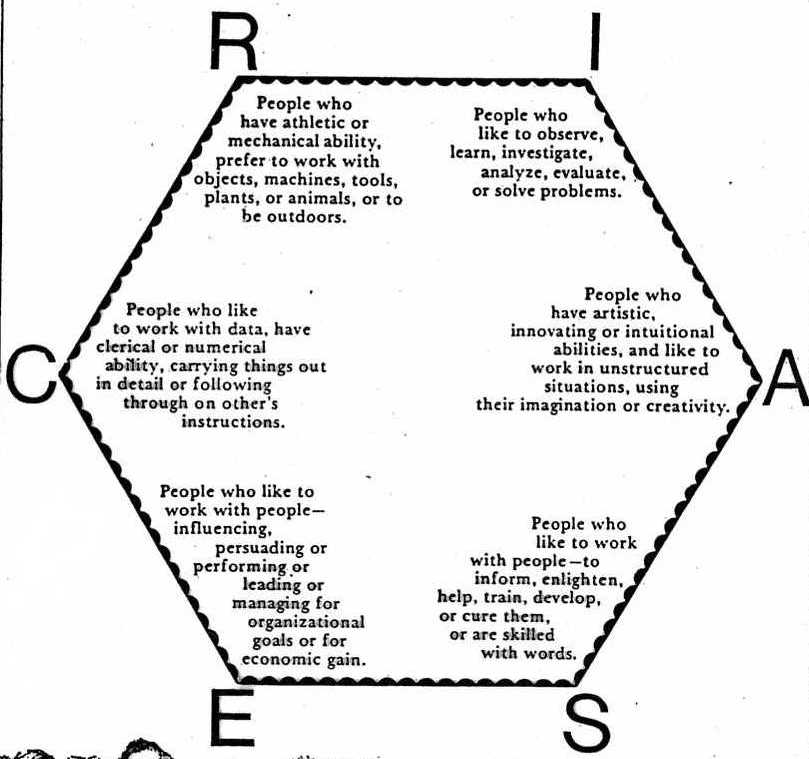 R
I
People who
have athletic or
mechanical ability,
prefer to work with
objects, machines, tools,
plants, or animals, or to
be outdoors.
People who
like to observe,
learn, investigate,
analyze, evaluate,
or solve problems.
People who like
to work with data, have
clerical or numerical
ability, carrying things out
in detail or following
through on other's
instructions.
C
People who
have artistic,
innovating or intuitional
abilities, and like to
work in unstructured
situations, using
their imagination or creativity.
A
People who like to
work with people—
influencing,
persuading or
performing or
leading or
managing for
organizational
goals or for
economic gain.
People who
like to work
with people—to
inform, enlighten,
help, train, develop,
or cure them,
or are skilled
with words.
E
S